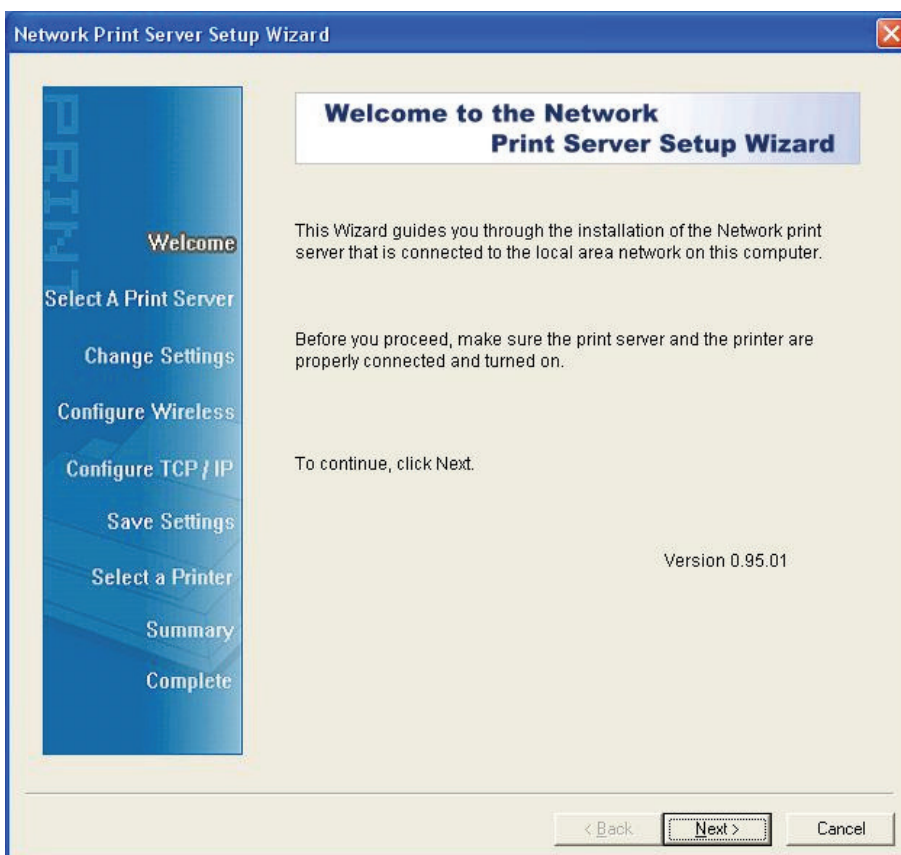 Network Print Server Setup Wizard
PRINT
Welcome
Select A Print Server
Change Settings
Configure Wireless
Configure TCP / IP
Save Settings
Select a Printer
Summary
Complete
Welcome to the Network
Print Server Setup Wizard
This Wizard guides you through the installation of the Network print
server that is connected to the local area network on this computer.
Before you proceed, make sure the print server and the printer are
properly connected and turned on.
To continue, click Next.
Version 0.95.01
< Back
Next >
Cancel